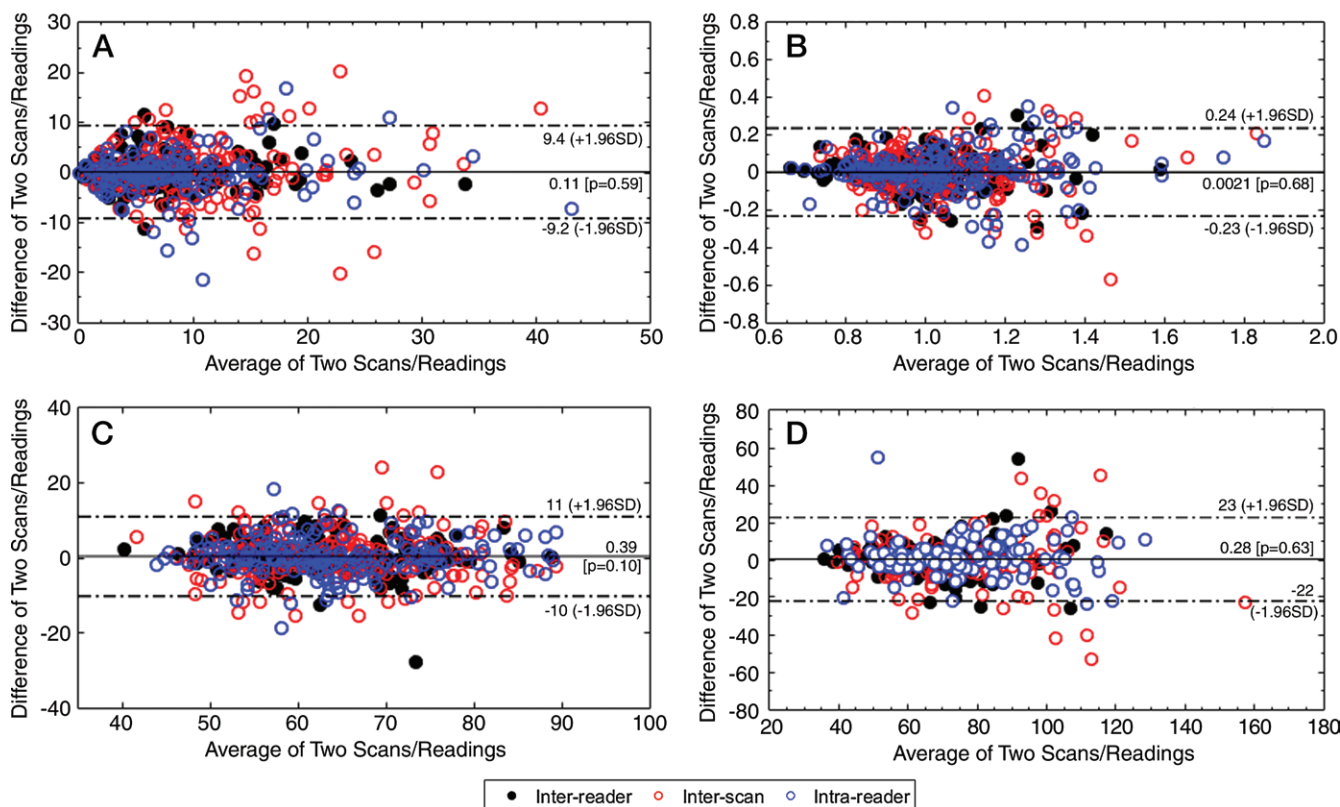 A
Difference of Two Scans/Readings
30
20
10
0
-10
-20
-30
9.4 (+1.96SD)
0.11 [p=0.59]
-9.2 (-1.96SD)
0 10 20 30 40 50
Average of Two Scans/Readings
B
Difference of Two Scans/Readings
0.8
0.6
0.4
0.2
0
-0.2
-0.4
-0.6
-0.8
0.24 (+1.96SD)
0.0021 [p=0.68]
-0.23 (-1.96SD)
0.6 0.8 1.0 1.2 1.4 1.6 1.8 2.0
Average of Two Scans/Readings
C
Difference of Two Scans/Readings
40
20
0
-20
-40
11 (+1.96SD)
0.39
[p=0.10]
-10 (-1.96SD)
40 50 60 70 80 90 100
Average of Two Scans/Readings
D
Difference of Two Scans/Readings
80
60
40
20
0
-20
-40
-60
-80
23 (+1.96SD)
0.28 [p=0.63]
-22
(-1.96SD)
20 40 60 80 100 120 140 160 180
Average of Two Scans/Readings
Inter-reader Inter-scan Intra-reader